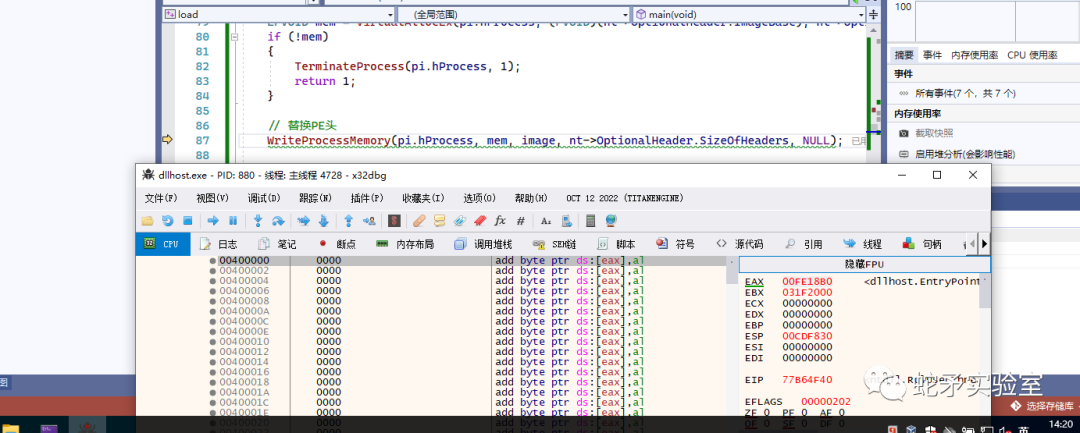 load
(全局范围)
main(void)
80 if (!mem)
81 {
82 TerminateProcess(pi.hProcess, 1);
83 return 1;
84 }
85
86 // 替换PE头
87 WriteProcessMemory(pi.hProcess, mem, image, nt->OptionalHeader.SizeOfHeaders, NULL);
88
100
摘要 事件 内存使用率 CPU 使用率
事件
所有事件(7 个，共 7 个)
内存使用率
截取快照
启用堆分析(会影响性能)
dllhost.exe - PID: 880 - 线程: 主线程 4728 - x32dbg
文件(F) 视图(V) 调试(D) 跟踪(N) 插件(P) 收藏夹(I) 选项(O) 帮助(H) OCT 12 2022 (TITANENGINE)
CPU 日志 笔记 断点 内存布局 调用堆栈 SEH链 脚本 符号 源代码 引用 线程 句柄
隐藏FPU
00400000 0000 add byte ptr ds:[eax],al
00400002 0000 add byte ptr ds:[eax],al
00400004 0000 add byte ptr ds:[eax],al
00400006 0000 add byte ptr ds:[eax],al
00400008 0000 add byte ptr ds:[eax],al
0040000A 0000 add byte ptr ds:[eax],al
0040000C 0000 add byte ptr ds:[eax],al
0040000E 0000 add byte ptr ds:[eax],al
00400010 0000 add byte ptr ds:[eax],al
00400012 0000 add byte ptr ds:[eax],al
00400014 0000 add byte ptr ds:[eax],al
00400016 0000 add byte ptr ds:[eax],al
00400018 0000 add byte ptr ds:[eax],al
0040001A 0000 add byte ptr ds:[eax],al
0040001C 0000 add byte ptr ds:[eax],al
0040001E 0000 add byte ptr ds:[eax],al
00400020 0000 add byte ptr ds:[eax],al
EAX 00FE18B0 <dllhost.EntryPoint
EBX 031F2000
ECX 00000000
EDX 00000000
EBP 00000000
ESP 00CDF830
ESI 00000000
EDI 00000000
EIP 77B64F40
EFLAGS 00000202
ZF 0 PF 0 AF 0
OF 0 SF 0 DF 0
蛇矛实验室
选择存储库
英
14:20